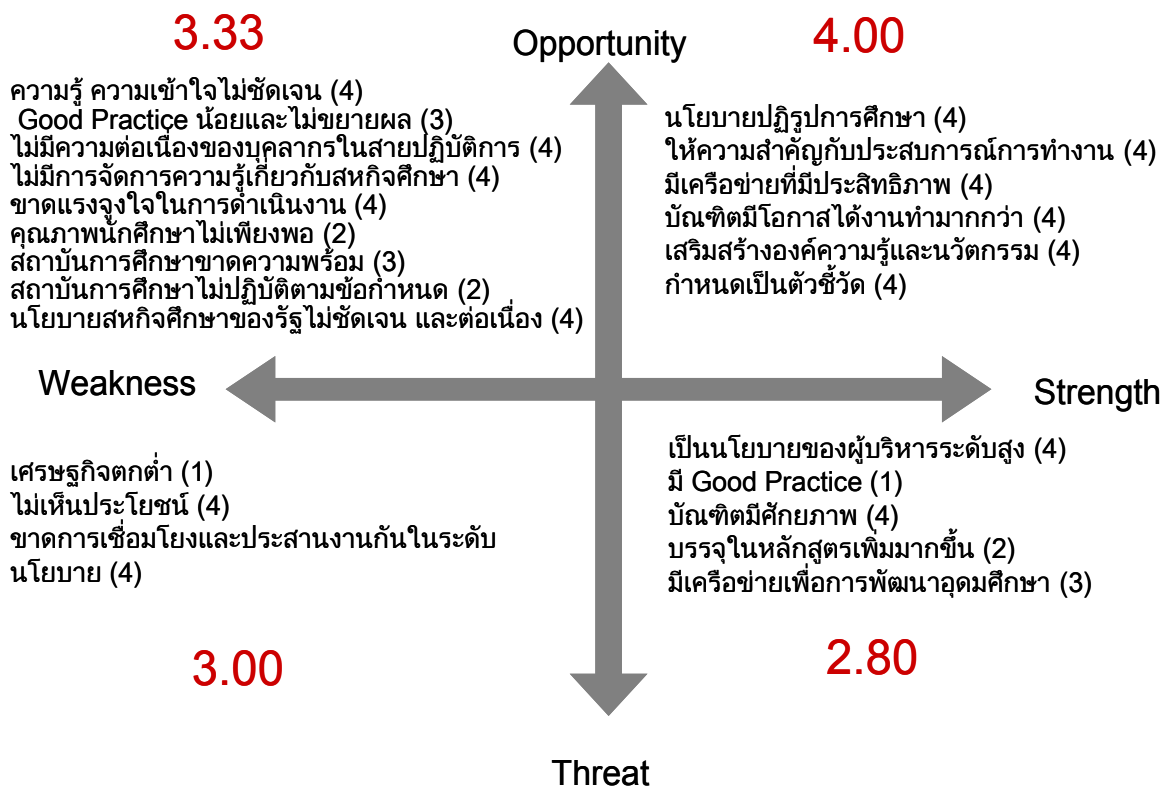 3.33
Opportunity
4.00
ความรู้ ความเข้าใจไม่ชัดเจน (4)
Good Practice น้อยและไม่ขยายผล (3)
ไม่มีความต่อเนื่องของบุคลากรในสายปฏิบัติการ (4)
ไม่มีการจัดการความรู้เกี่ยวกับสหกิจศึกษา (4)
ขาดแรงจูงใจในการดำเนินงาน (4)
คุณภาพนักศึกษาไม่เพียงพอ (2)
สถาบันการศึกษาขาดความพร้อม (3)
สถาบันการศึกษาไม่ปฏิบัติตามข้อกำหนด (2)
นโยบายสหกิจศึกษาของรัฐไม่ชัดเจน และต่อเนื่อง (4)
นโยบายปฏิรูปการศึกษา (4)
ให้ความสำคัญกับประสบการณ์การทำงาน (4)
มีเครือข่ายที่มีประสิทธิภาพ (4)
บัณฑิตมีโอกาสได้งานทำมากกว่า (4)
เสริมสร้างองค์ความรู้และนวัตกรรม (4)
กำหนดเป็นตัวชี้วัด (4)
Weakness
Strength
เศรษฐกิจตกต่ำ (1)
ไม่เห็นประโยชน์ (4)
ขาดการเชื่อมโยงและประสานงานกันในระดับ
นโยบาย (4)
เป็นนโยบายของผู้บริหารระดับสูง (4)
มี Good Practice (1)
บัณฑิตมีศักยภาพ (4)
บรรจุในหลักสูตรเพิ่มมากขึ้น (2)
มีเครือข่ายเพื่อการพัฒนาอุดมศึกษา (3)
3.00
2.80
Threat